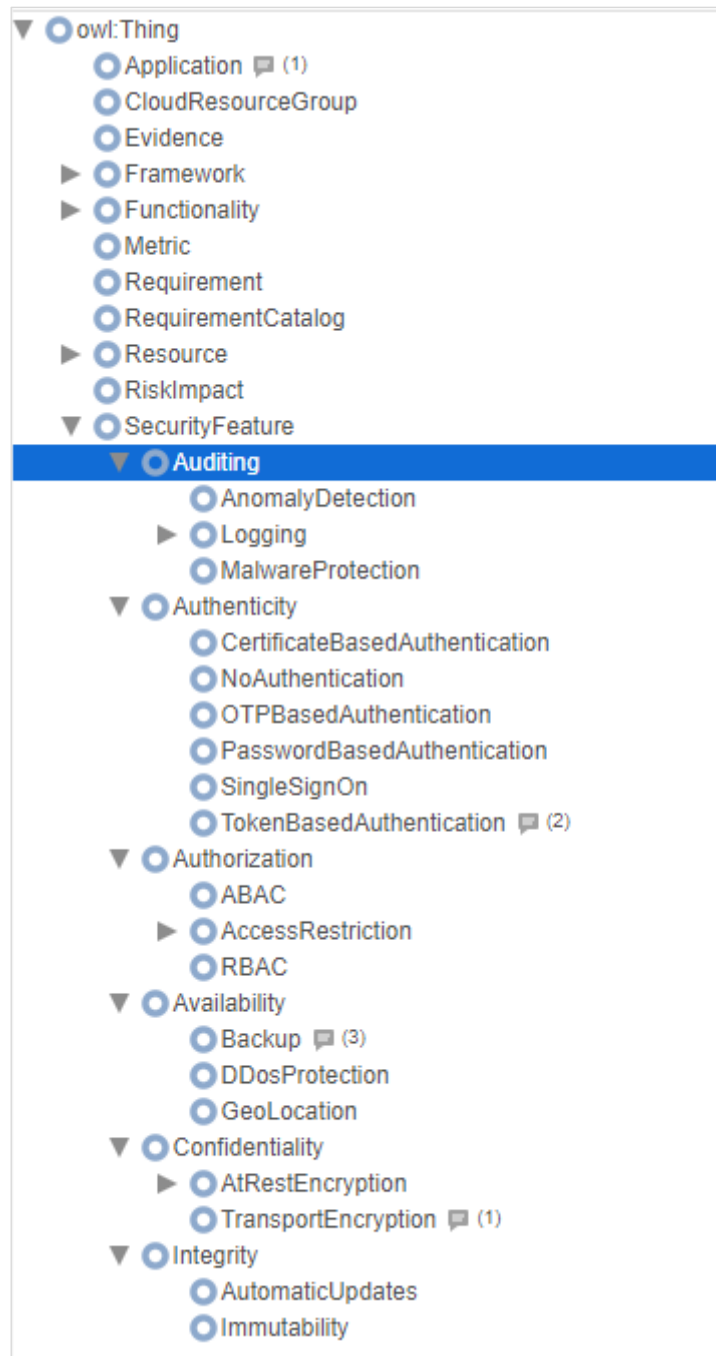 owl:Thing
Application (1)
CloudResourceGroup
Evidence
Framework
Functionality
Metric
Requirement
RequirementCatalog
Resource
RiskImpact
SecurityFeature
Auditing
AnomalyDetection
Logging
MalwareProtection
Authenticity
CertificateBasedAuthentication
NoAuthentication
OTPBasedAuthentication
PasswordBasedAuthentication
SingleSignOn
TokenBasedAuthentication (2)
Authorization
ABAC
AccessRestriction
RBAC
Availability
Backup (3)
DDosProtection
GeoLocation
Confidentiality
AtRestEncryption
TransportEncryption (1)
Integrity
AutomaticUpdates
Immutability